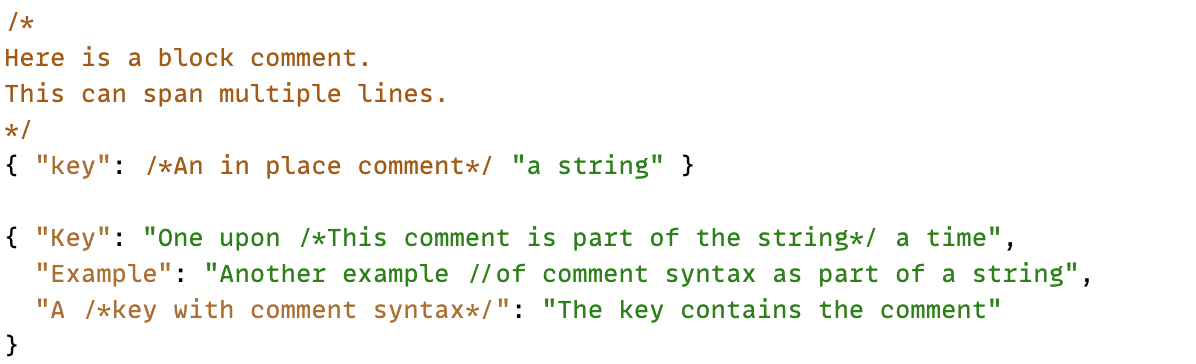 /*
Here is a block comment.
This can span multiple lines.
*/
{ "key": /*An in place comment*/ "a string" }

{ "Key": "One upon /*This comment is part of the string*/ a time",
  "Example": "Another example //of comment syntax as part of a string",
  "A /*key with comment syntax*/": "The key contains the comment"
}